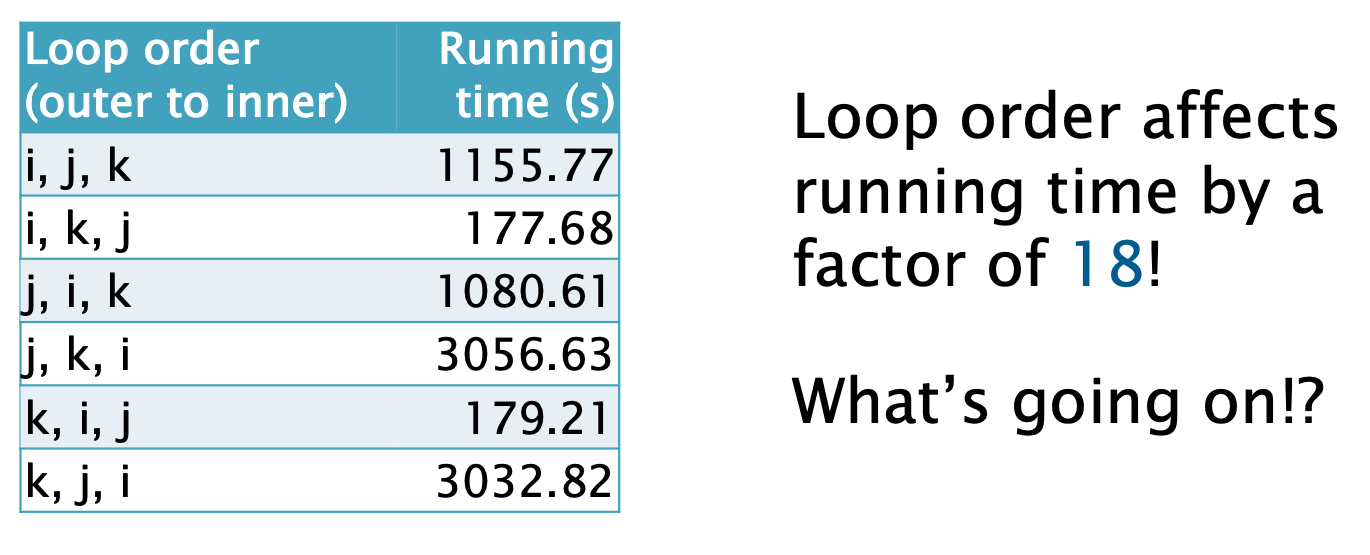 Loop order Running
(outer to inner) time (s)
i, j, k 1155.77
i, k, j 177.68
j, i, k 1080.61
j, k, i 3056.63
k, i, j 179.21
k, j, i 3032.82
Loop order affects
running time by a
factor of 18!
What’s going on!?